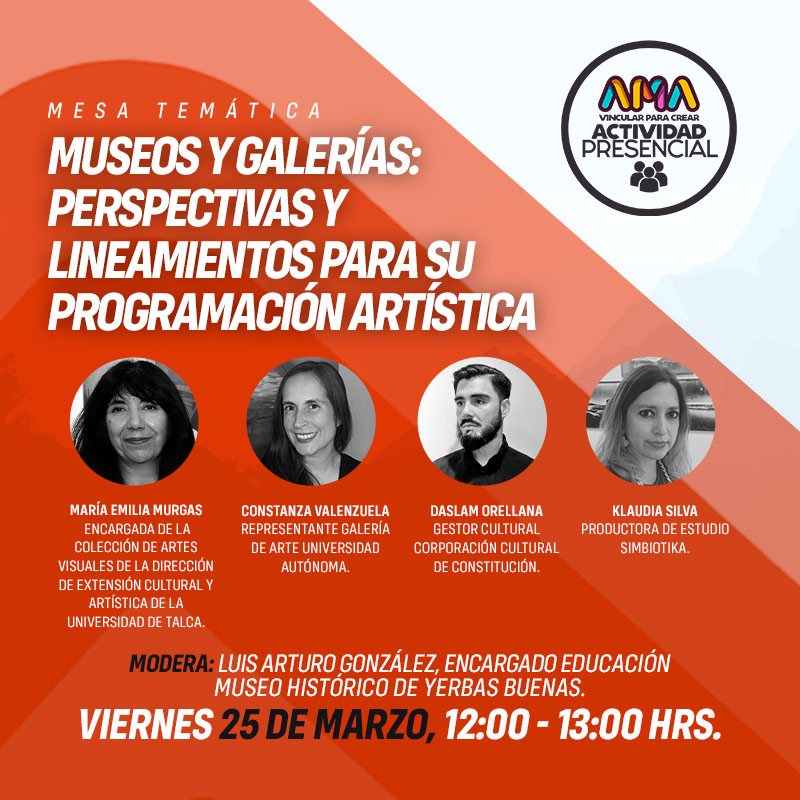 MESA TEMÁTICA
MUSEOS Y GALERÍAS:
PERSPECTIVAS Y
LINEAMIENTOS PARA SU
PROGRAMACIÓN ARTÍSTICA
AMA
VINCULAR PARA CREAR
ACTIVIDAD
PRESENCIAL
MARÍA EMILIA MURGAS
ENCARGADA DE LA
COLECCIÓN DE ARTES
VISUALES DE LA DIRECCIÓN
DE EXTENSIÓN CULTURAL Y
ARTÍSTICA DE LA
UNIVERSIDAD DE TALCA.
CONSTANZA VALENZUELA
REPRESENTANTE GALERÍA
DE ARTE UNIVERSIDAD
AUTÓNOMA.
DASLAM ORELLANA
GESTOR CULTURAL
CORPORACIÓN CULTURAL
DE CONSTITUCIÓN.
KLAUDIA SILVA
PRODUCTORA DE ESTUDIO
SIMBIOTIKA.
MODERA: LUIS ARTURO GONZÁLEZ, ENCARGADO EDUCACIÓN
MUSEO HISTÓRICO DE YERBAS BUENAS.
VIERNES 25 DE MARZO, 12:00 - 13:00 HRS.